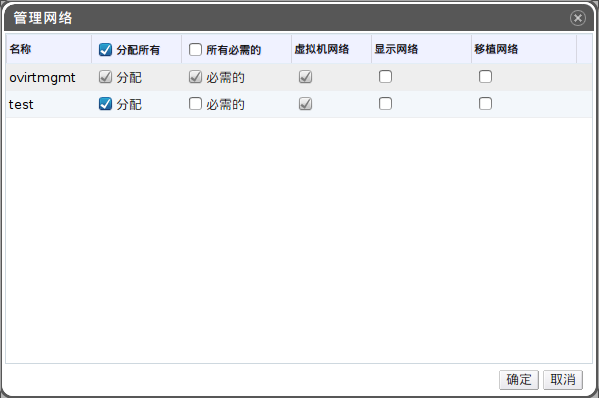 管理网络
名称 分配所有 所有必需的 虚拟机网络 显示网络 移植网络
ovirtmgmt 分配 必需的
test 分配 必需的
确定 取消